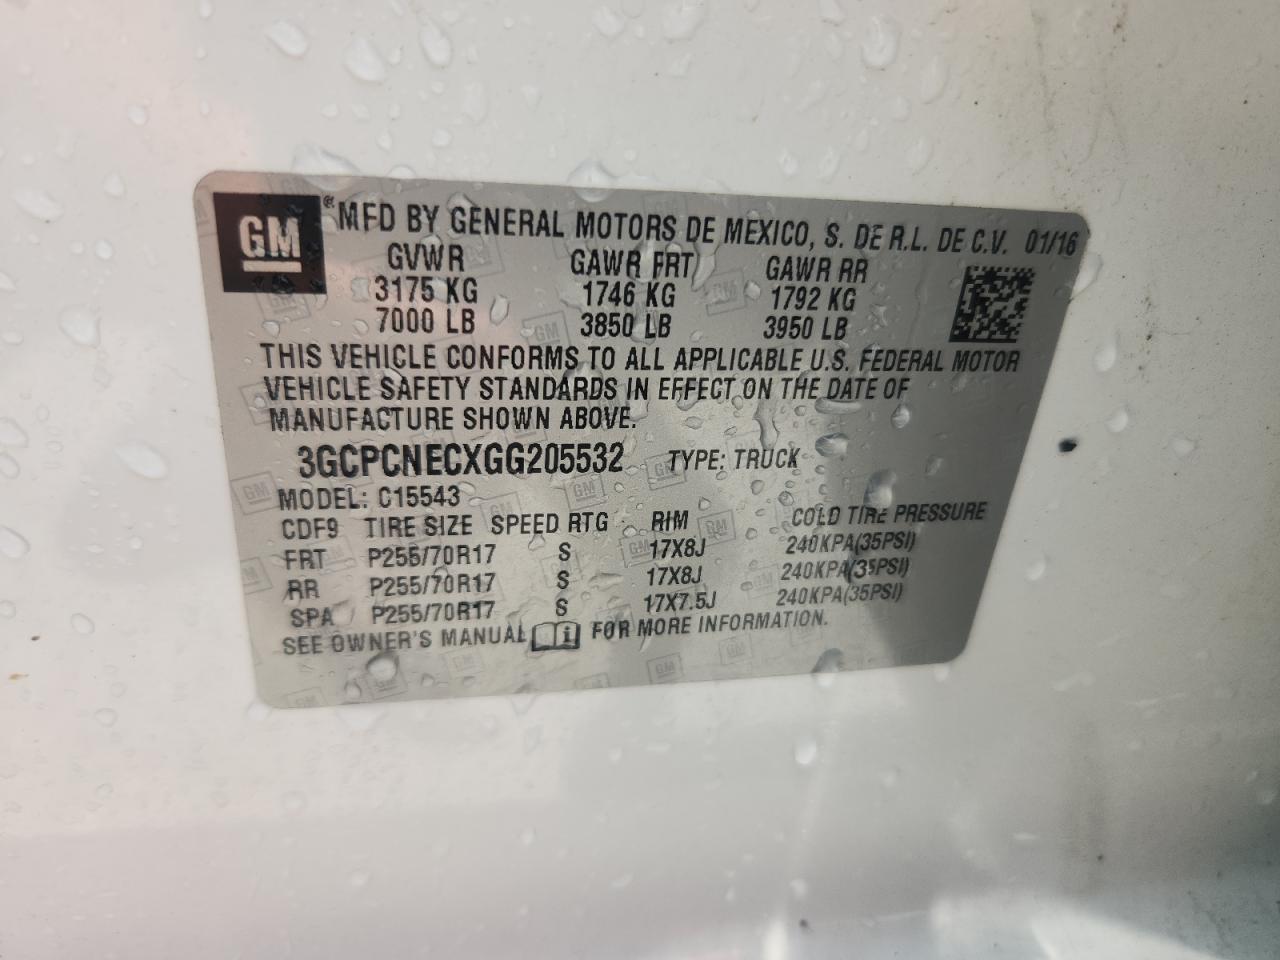 GM
® MFD BY GENERAL MOTORS DE MEXICO, S. DE R.L. DE C.V. 01/16
GVWR GAWR FRT GAWR RR
3175 KG 1746 KG 1792 KG
7000 LB 3850 LB 3950 LB
THIS VEHICLE CONFORMS TO ALL APPLICABLE U.S. FEDERAL MOTOR
VEHICLE SAFETY STANDARDS IN EFFECT ON THE DATE OF
MANUFACTURE SHOWN ABOVE.
3GCPCNECXGG205532 TYPE: TRUCK
MODEL: C15543
CDF9 TIRE SIZE SPEED RTG RIM COLD TIRE PRESSURE
FRT P255/70R17 S 17X8J 240KPA(35PSI)
RR P255/70R17 S 17X8J 240KPA(35PSI)
SPA P255/70R17 S 17X7.5J 240KPA(35PSI)
SEE OWNER'S MANUAL i FOR MORE INFORMATION.